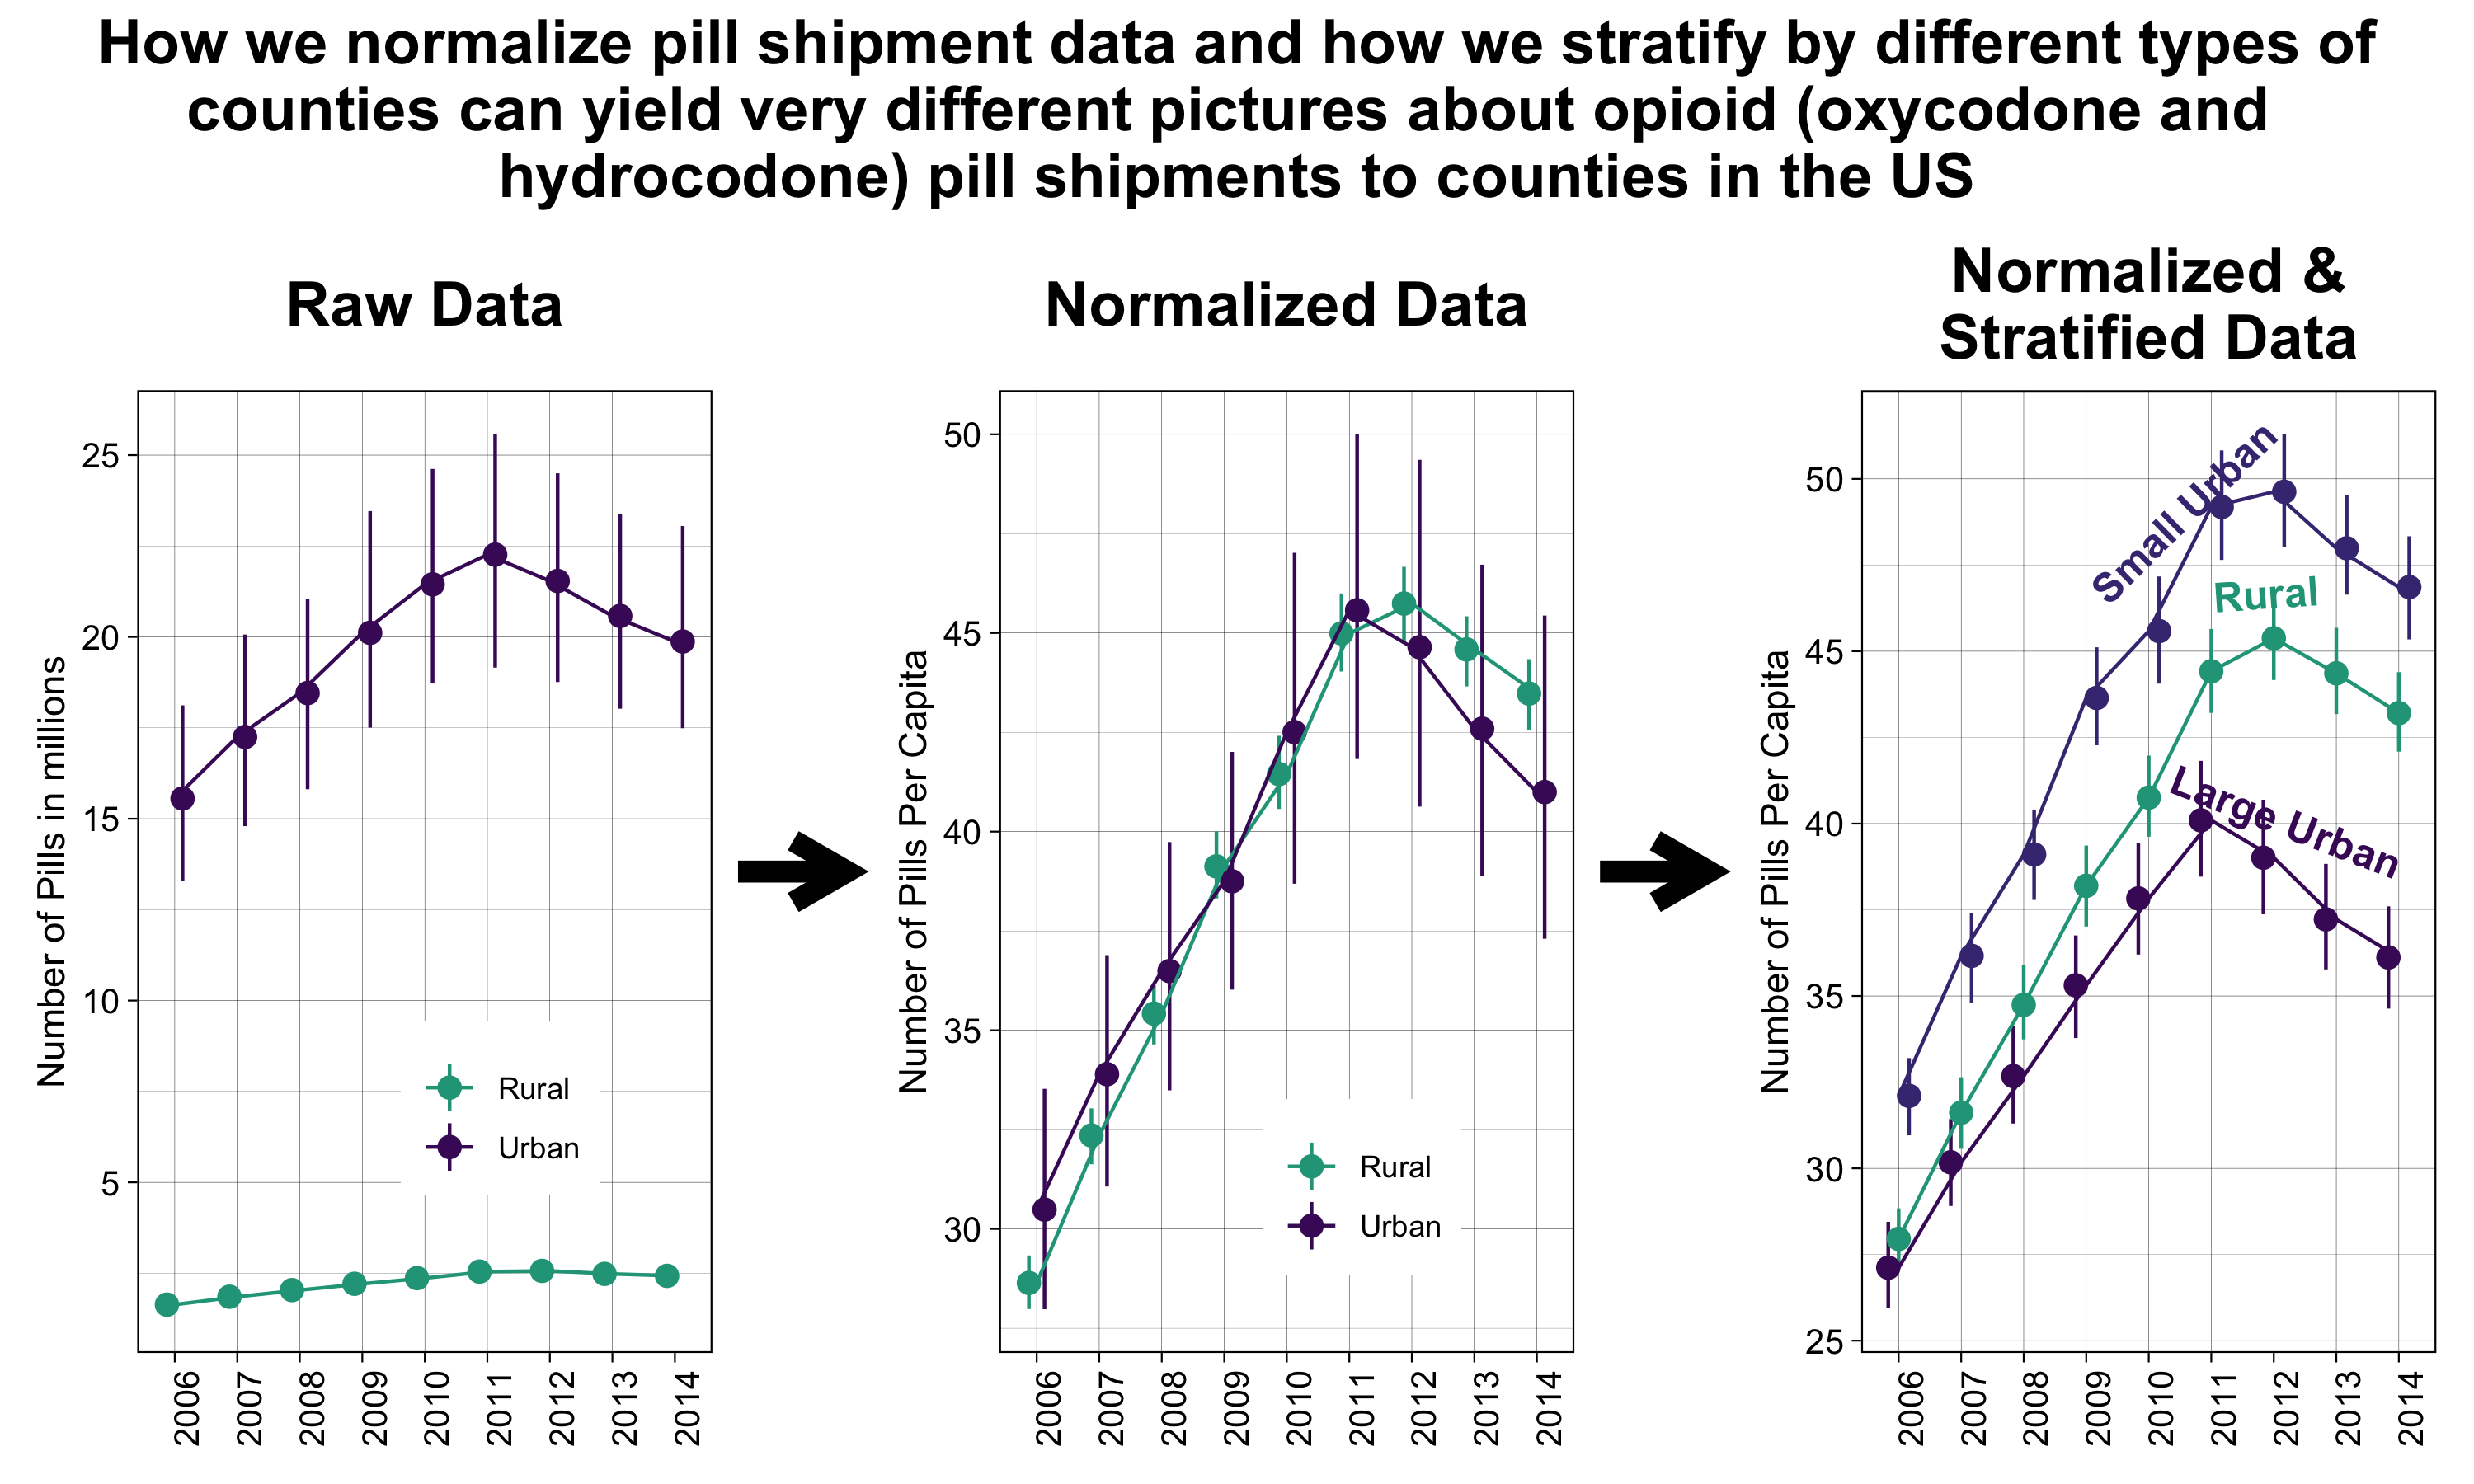 How we normalize pill shipment data and how we stratify by different types of
counties can yield very different pictures about opioid (oxycodone and
hydrocodone) pill shipments to counties in the US
Raw Data
Number of Pills in millions
25
20
15
10
5
Rural
Urban
2006
2007
2008
2009
2010
2011
2012
2013
2014
Normalized Data
Number of Pills Per Capita
50
45
40
35
30
Rural
Urban
2006
2007
2008
2009
2010
2011
2012
2013
2014
Normalized &
Stratified Data
Number of Pills Per Capita
50
45
40
35
30
25
Small Urban
Rural
Large Urban
2006
2007
2008
2009
2010
2011
2012
2013
2014